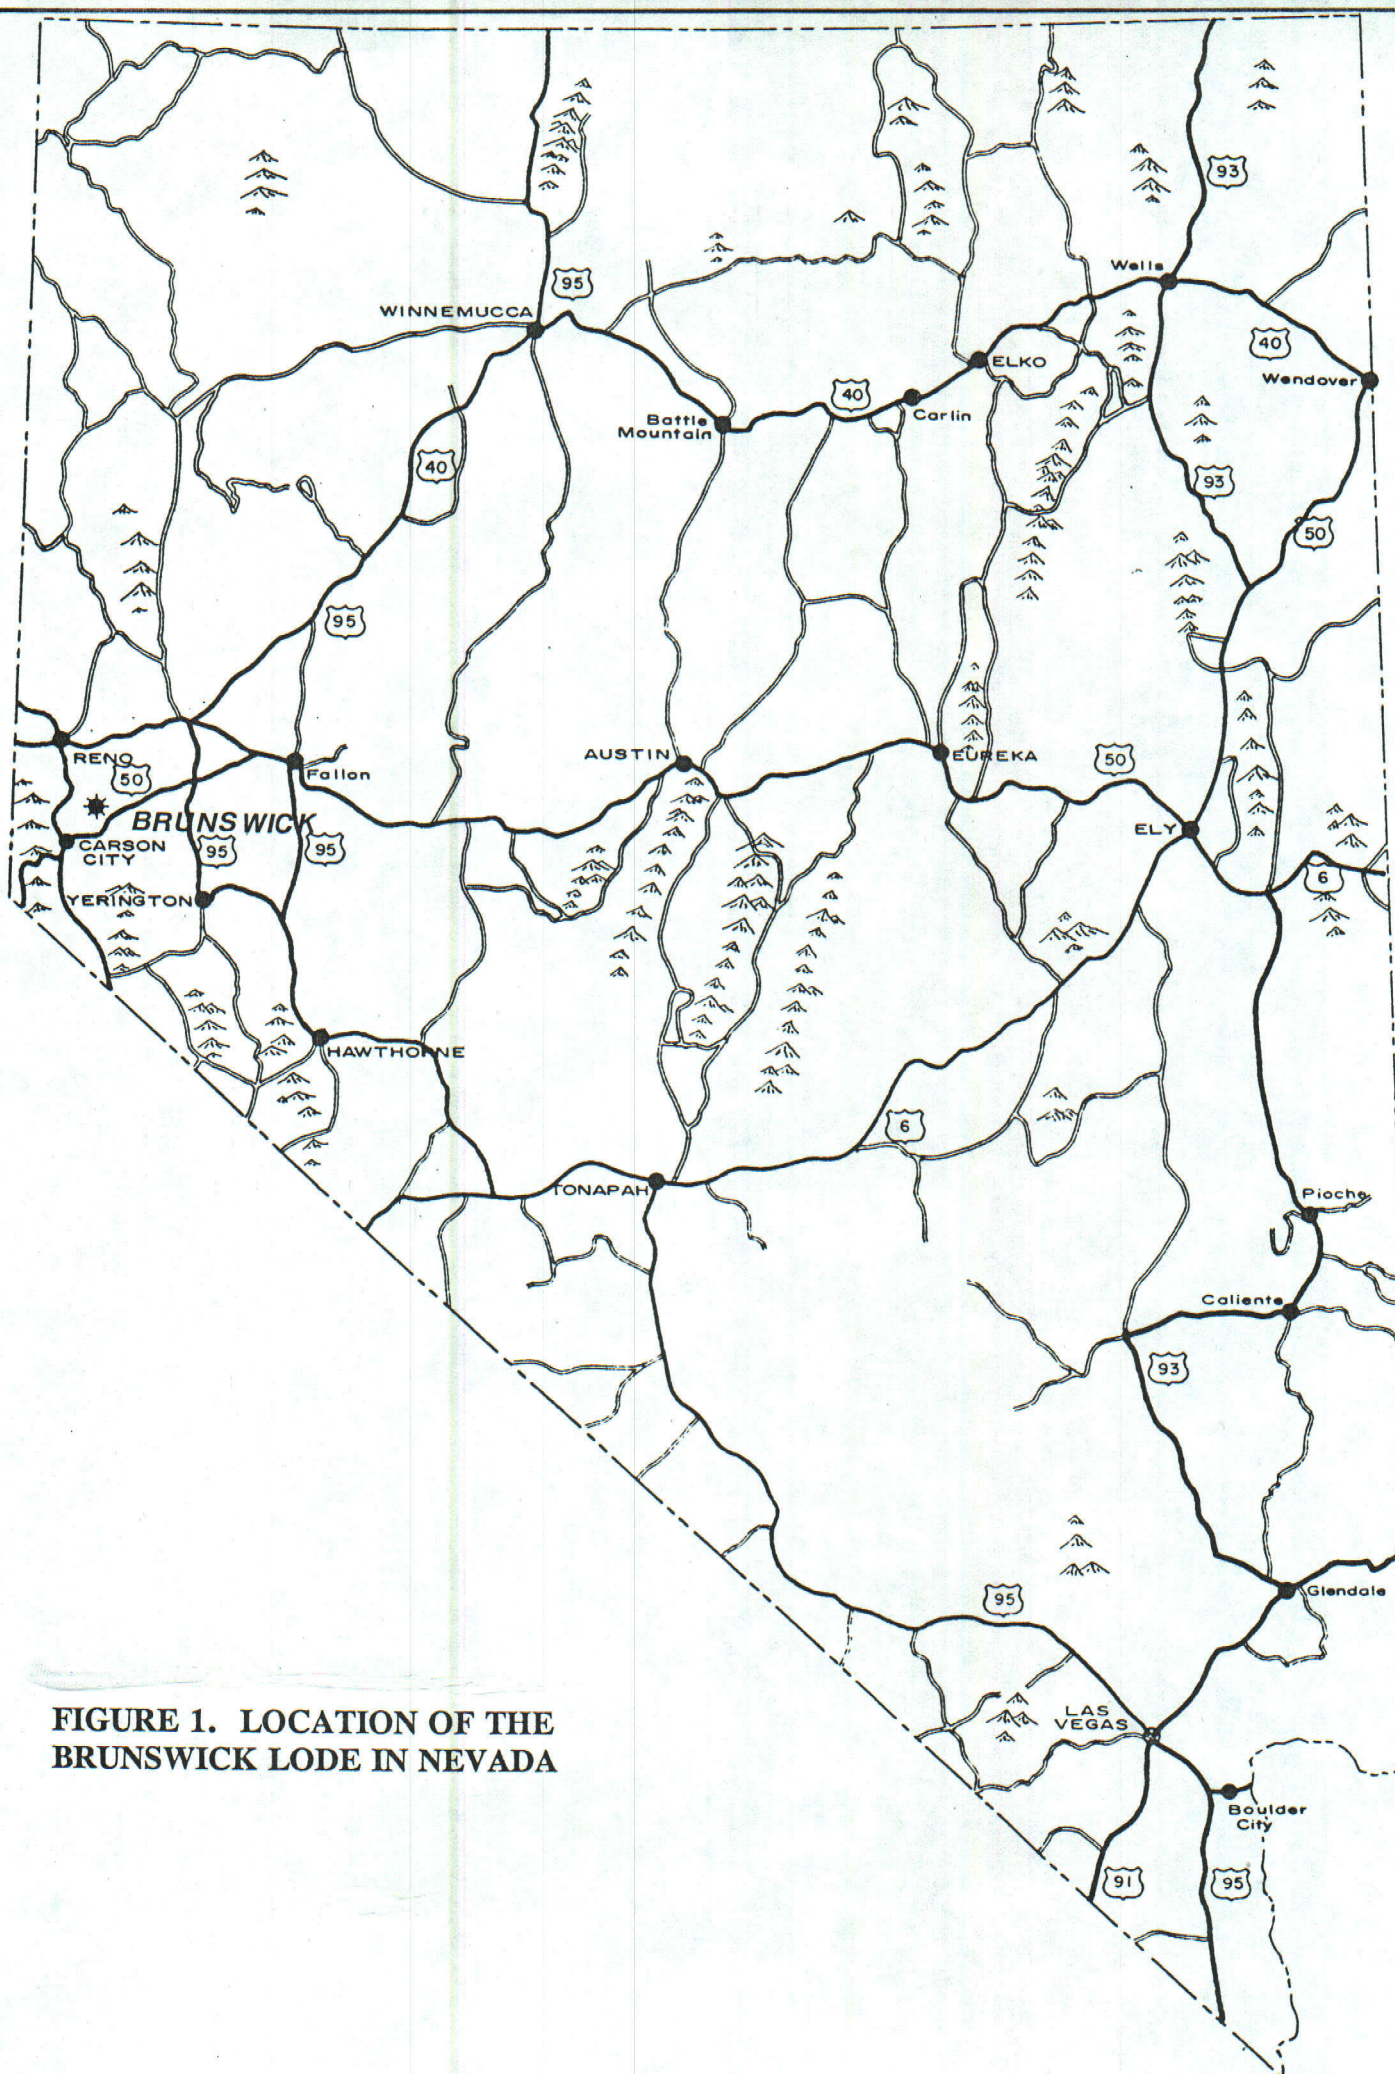 93
95
Wells
WINNEMUCCA
40
ELKO
Wendover
40
Carlin
Battle
Mountain
40
93
50
95
RENO
50
Fallon
AUSTIN
EUREKA
50
BRUNSWICK
ELY
CARSON
CITY
95
95
6
YERINGTON
HAWTHORNE
6
TONAPAH
Pioche
Caliente
93
95
Glendale
FIGURE 1. LOCATION OF THE
BRUNSWICK LODE IN NEVADA
LAS
VEGAS
Boulder
City
91
95